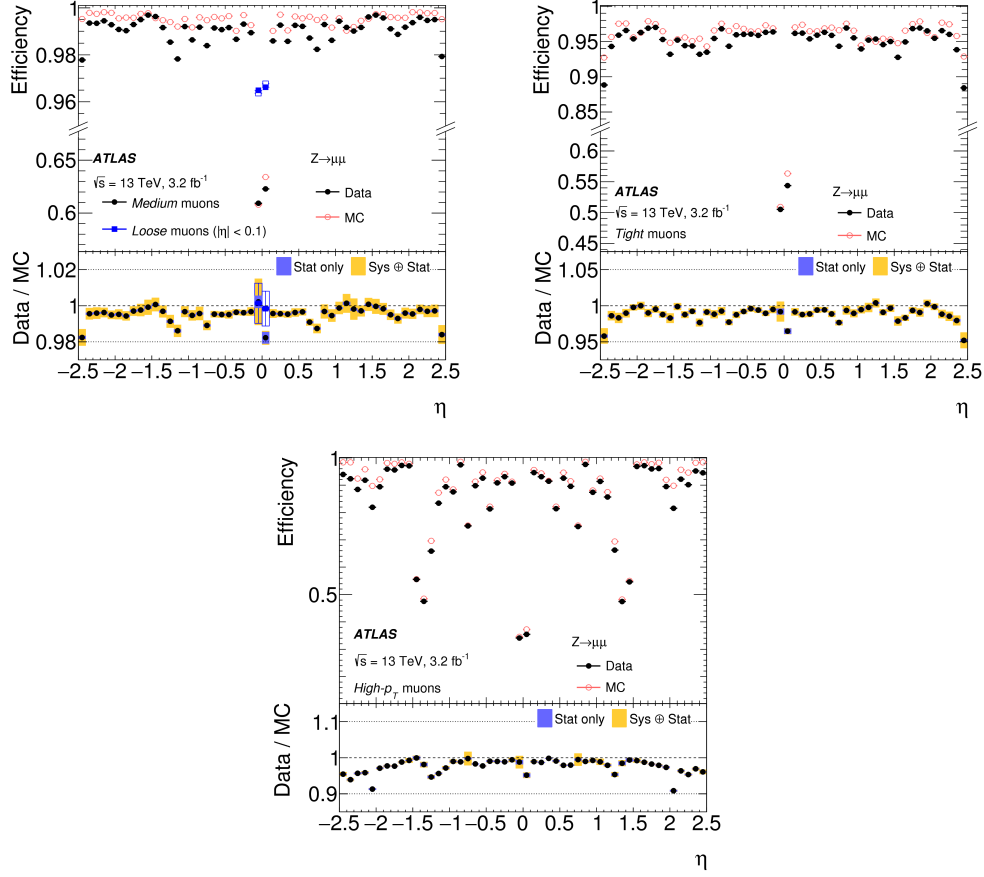 Efficiency
1
0.98
0.96
0.65
0.6
ATLAS
√s = 13 TeV, 3.2 fb-1
Medium muons
Loose muons (|η| < 0.1)
Z→μμ
Data
MC
Data / MC
1.02
1
0.98
Stat only
Sys ⊕ Stat
−2.5 −2 −1.5 −1 −0.5 0 0.5 1 1.5 2 2.5
η
Efficiency
1
0.95
0.9
0.85
0.55
0.5
0.45
ATLAS
√s = 13 TeV, 3.2 fb-1
Tight muons
Z→μμ
Data
MC
Data / MC
1.05
1
0.95
Stat only
Sys ⊕ Stat
−2.5 −2 −1.5 −1 −0.5 0 0.5 1 1.5 2 2.5
η
Efficiency
1
0.5
ATLAS
√s = 13 TeV, 3.2 fb-1
High-pT muons
Z→μμ
Data
MC
Data / MC
1.1
1
0.9
Stat only
Sys ⊕ Stat
−2.5 −2 −1.5 −1 −0.5 0 0.5 1 1.5 2 2.5
η